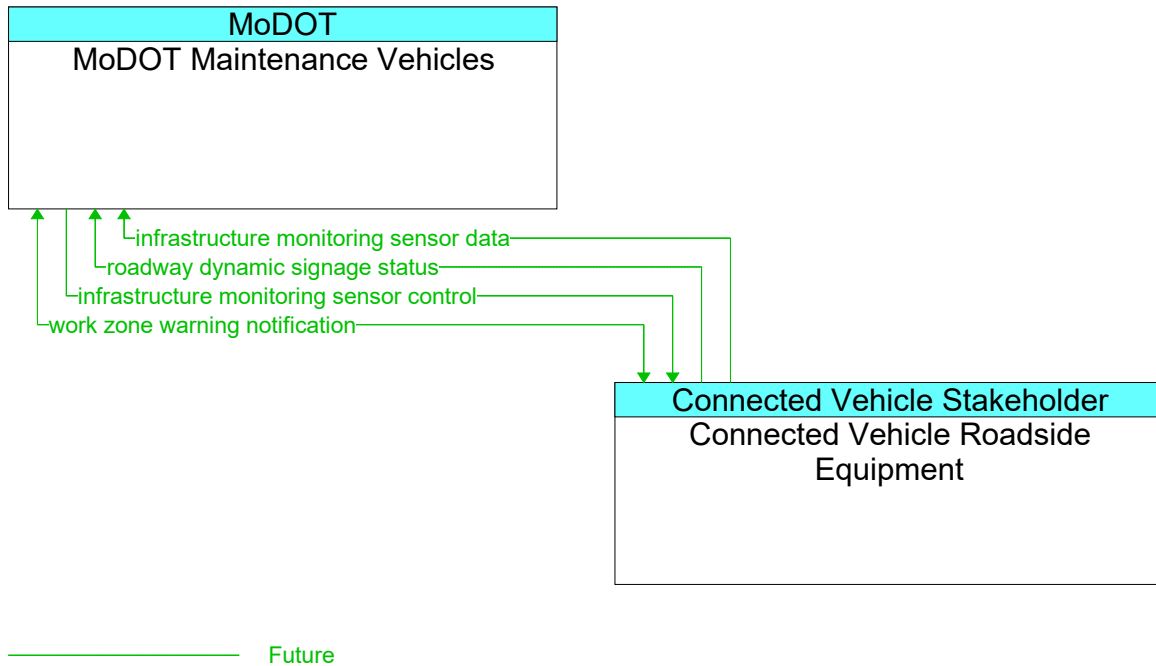 MoDOT
MoDOT Maintenance Vehicles
infrastructure monitoring sensor data
roadway dynamic signage status
infrastructure monitoring sensor control
work zone warning notification
Connected Vehicle Stakeholder
Connected Vehicle Roadside
Equipment
Future